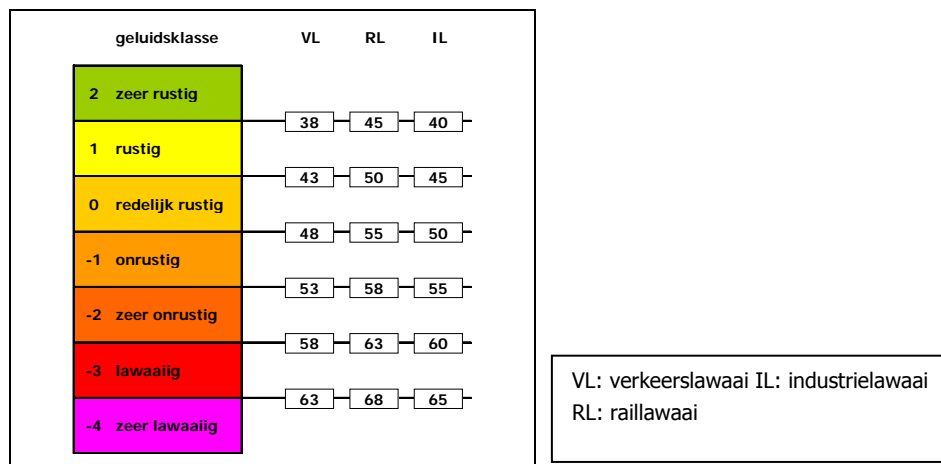 geluidsklasse VL RL IL
2 zeer rustig
38 45 40
1 rustig
43 50 45
0 redelijk rustig
48 55 50
-1 onrustig
53 58 55
-2 zeer onrustig
58 63 60
-3 lawaaiig
63 68 65
-4 zeer lawaaiig
VL: verkeerslawaai IL: industrielawaai
RL: raillawaai